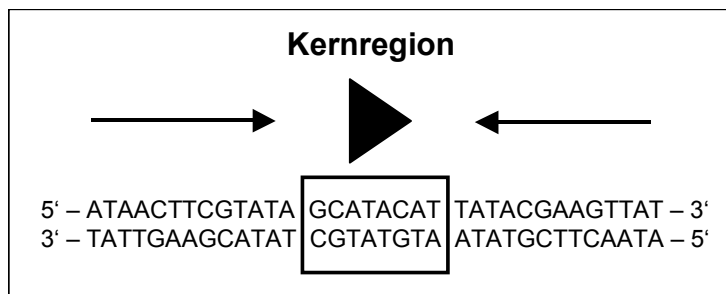 Kernregion
5‘ – ATAACTTCGTATA GCATACAT TATACGAAGTTAT – 3‘
3‘ – TATTGAAGCATAT CGTATGTA ATATGCTTCAATA – 5‘